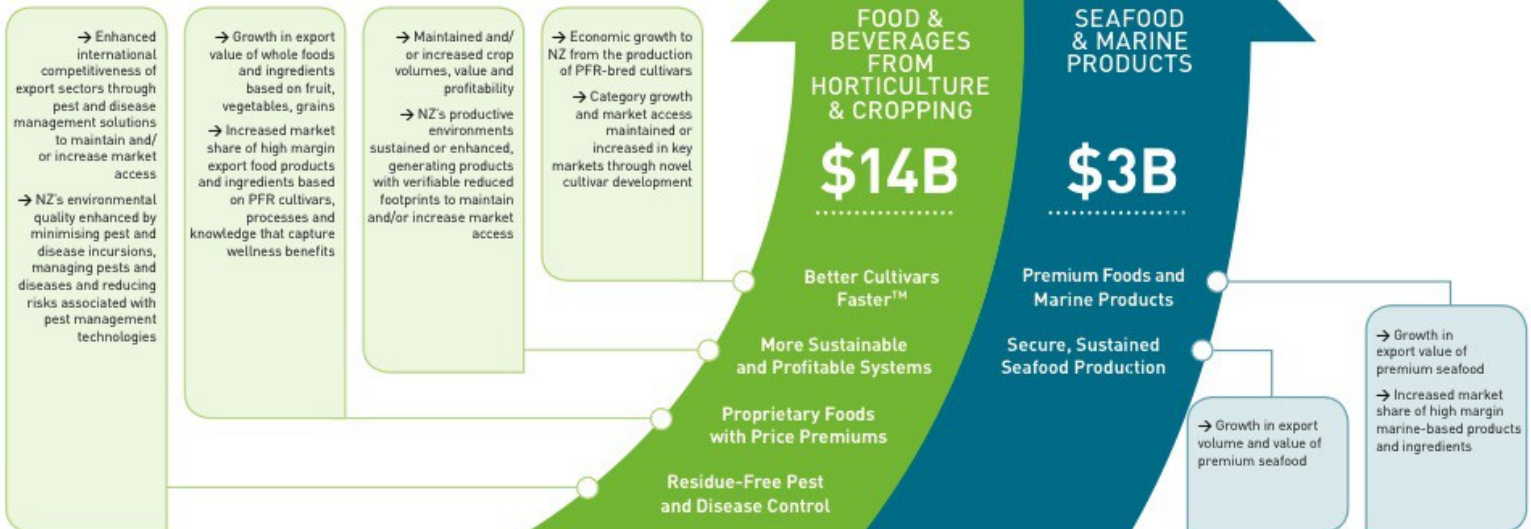 → Enhanced
international
competitiveness of
export sectors through
pest and disease
management solutions
to maintain and/
or increase market
access
→ NZ's environmental
quality enhanced by
minimising pest and
disease incursions,
managing pests and
diseases and reducing
risks associated with
pest management
technologies
→ Growth in export
value of whole foods
and ingredients
based on fruit,
vegetables, grains
→ Increased market
share of high margin
export food products
and ingredients based
on PFR cultivars,
processes and
knowledge that capture
wellness benefits
→ Maintained and/
or increased crop
volumes, value and
profitability
→ NZ's productive
environments
sustained or enhanced,
generating products
with verifiable reduced
footprints to maintain
and/or increase market
access
→ Economic growth to
NZ from the production
of PFR-bred cultivars
→ Category growth
and market access
maintained or
increased in key
markets through novel
cultivar development
FOOD &
BEVERAGES
FROM
HORTICULTURE
& CROPPING
$14B
Better Cultivars
Faster™
More Sustainable
and Profitable Systems
Proprietary Foods
with Price Premiums
Residue-Free Pest
and Disease Control
SEAFOOD
& MARINE
PRODUCTS
$3B
Premium Foods and
Marine Products
Secure, Sustained
Seafood Production
→ Growth in export
volume and value of
premium seafood
→ Growth in
export value of
premium seafood
→ Increased market
share of high margin
marine-based products
and ingredients